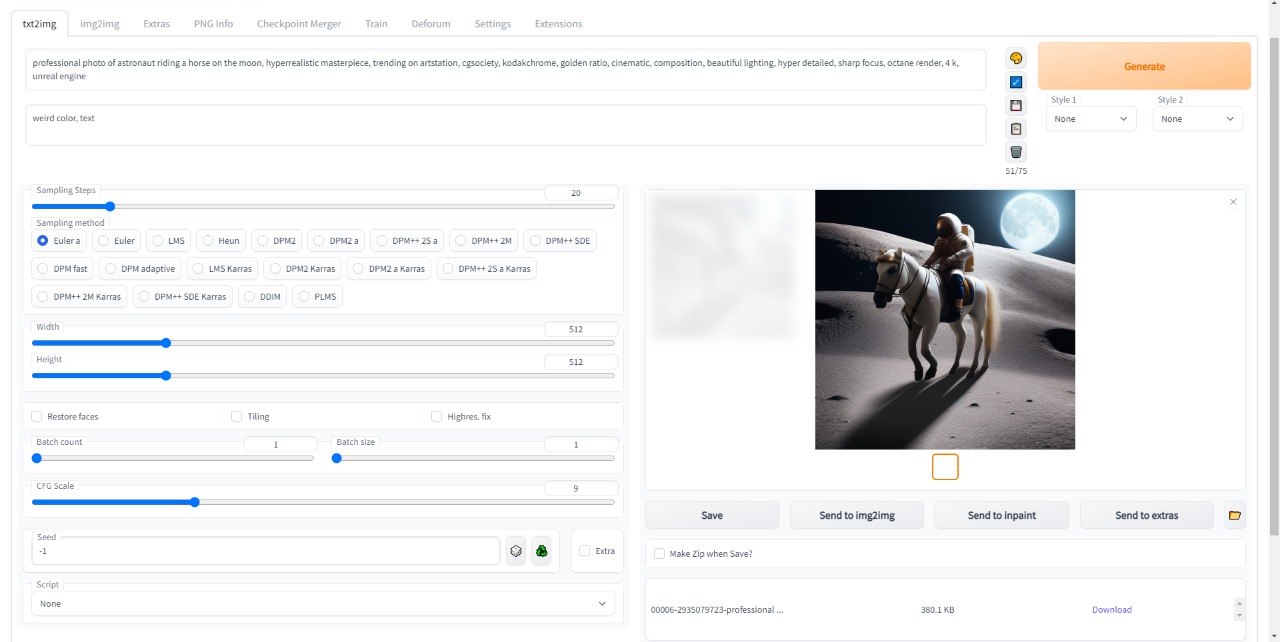 txt2img img2img Extras PNG Info Checkpoint Merger Train Deforum Settings Extensions
professional photo of astronaut riding a horse on the moon, hyperrealistic masterpiece, trending on artstation, cgsociety, kodakchrome, golden ratio, cinematic, composition, beautiful lighting, hyper detailed, sharp focus, octane render, 4 k,
unreal engine
weird color, text
Generate
Style 1 Style 2
None None
51/75
Sampling Steps 20
Sampling method
Euler a Euler LMS Heun DPM2 DPM2 a DPM++ 2S a DPM++ 2M DPM++ SDE
DPM fast DPM adaptive LMS Karras DPM2 Karras DPM2 a Karras DPM++ 2S a Karras
DPM++ 2M Karras DPM++ SDE Karras DDIM PLMS
Width 512
Height 512
Restore faces Tiling Highres. fix
Batch count 1 Batch size 1
CFG Scale 9
Seed
-1
Extra
Script
None
Save Send to img2img Send to inpaint Send to extras
Make Zip when Save?
00006-2935079723-professional ... 380.1 KB Download